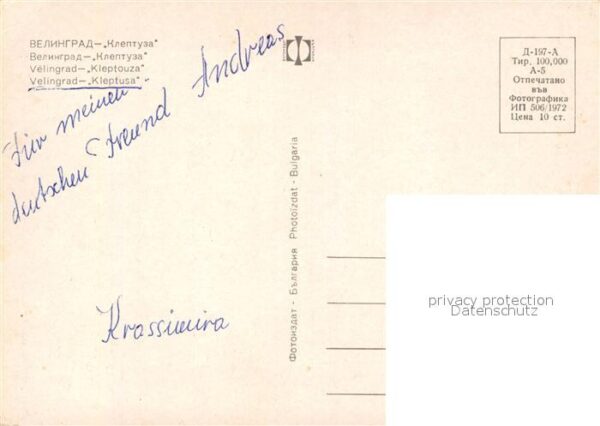 ВЕЛИНГРАД—„Клептуза"
Велинград—„Клептуза"
Vélingrad—„Kleptouza"
Velingrad—„Kleptusa"
Für meinen
deutschen Freund Andreas
Krassimira
Фотоиздат - България Photoizdat - Bulgaria
Д-197-А
Тир. 100,000
А-5
Отпечатано
във
Фотографика
ИП 506/1972
Цена 10 ст.
privacy protection
Datenschutz